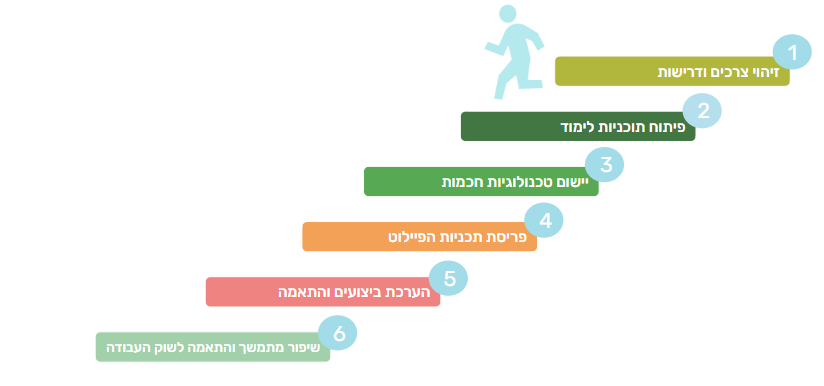 1
זיהוי צרכים ודרישות
2
פיתוח תוכניות לימוד
3
יישום טכנולוגיות חכמות
4
פריסת תכניות הפיילוט
5
הערכת ביצועים והתאמה
6
שיפור מתמשך והתאמה לשוק העבודה